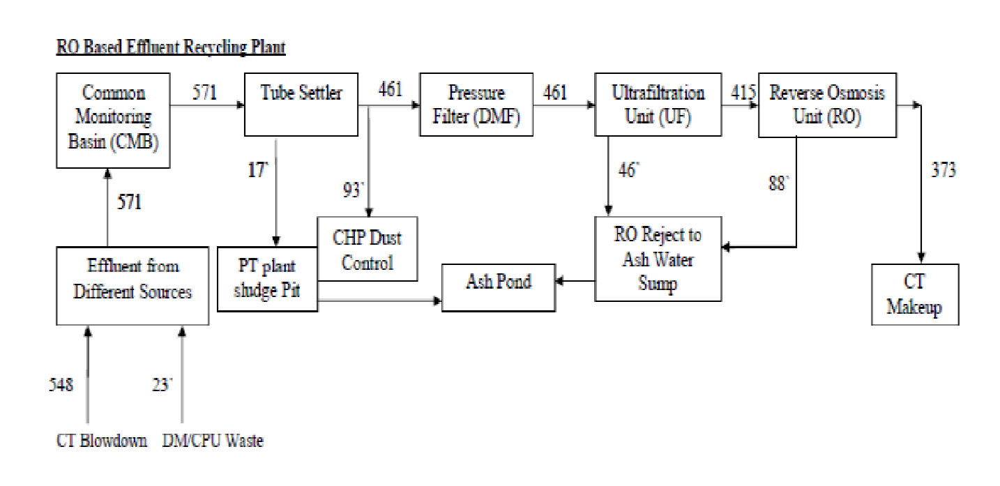 RO Based Effluent Recycling Plant
Common
Monitoring
Basin (CMB)
571
Tube Settler
461
Pressure
Filter (DMF)
461
Ultrafiltration
Unit (UF)
415
Reverse Osmosis
Unit (RO)
17`
93`
46`
88`
373
571
Effluent from
Different Sources
PT plant
sludge Pit
CHP Dust
Control
Ash Pond
RO Reject to
Ash Water
Sump
CT
Makeup
548
23`
CT Blowdown
DM/CPU Waste